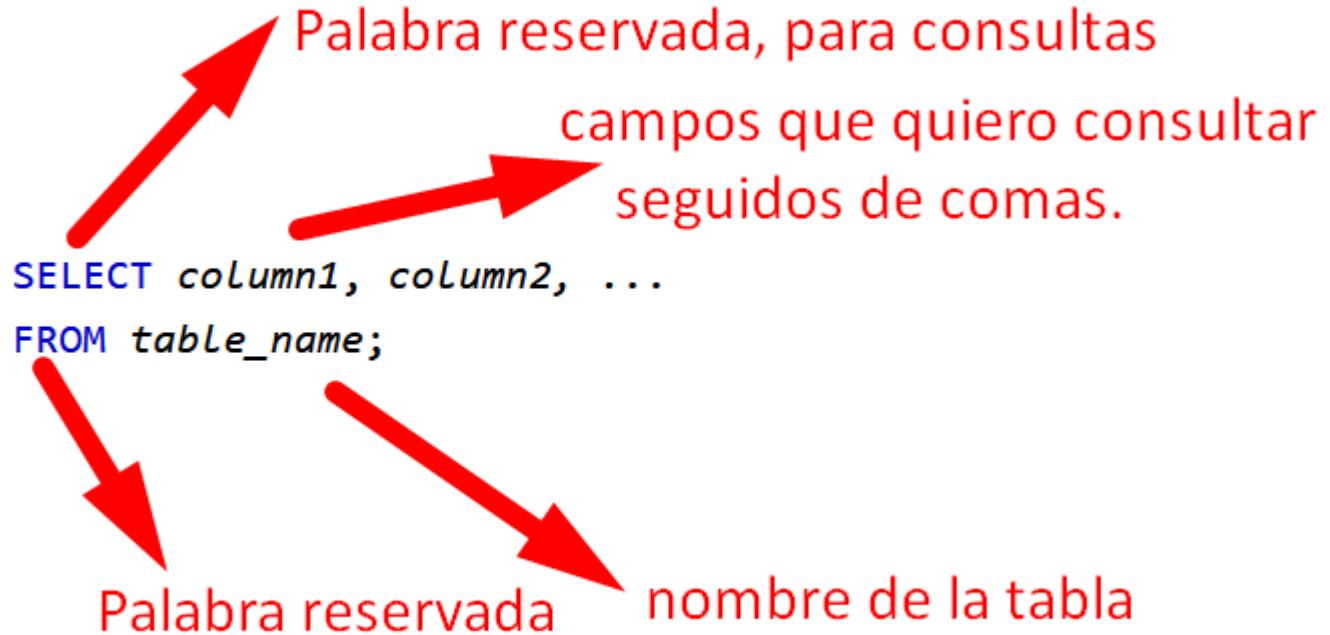 Palabra reservada, para consultas
campos que quiero consultar
seguidos de comas.
SELECT column1, column2, ...
FROM table_name;
Palabra reservada
nombre de la tabla